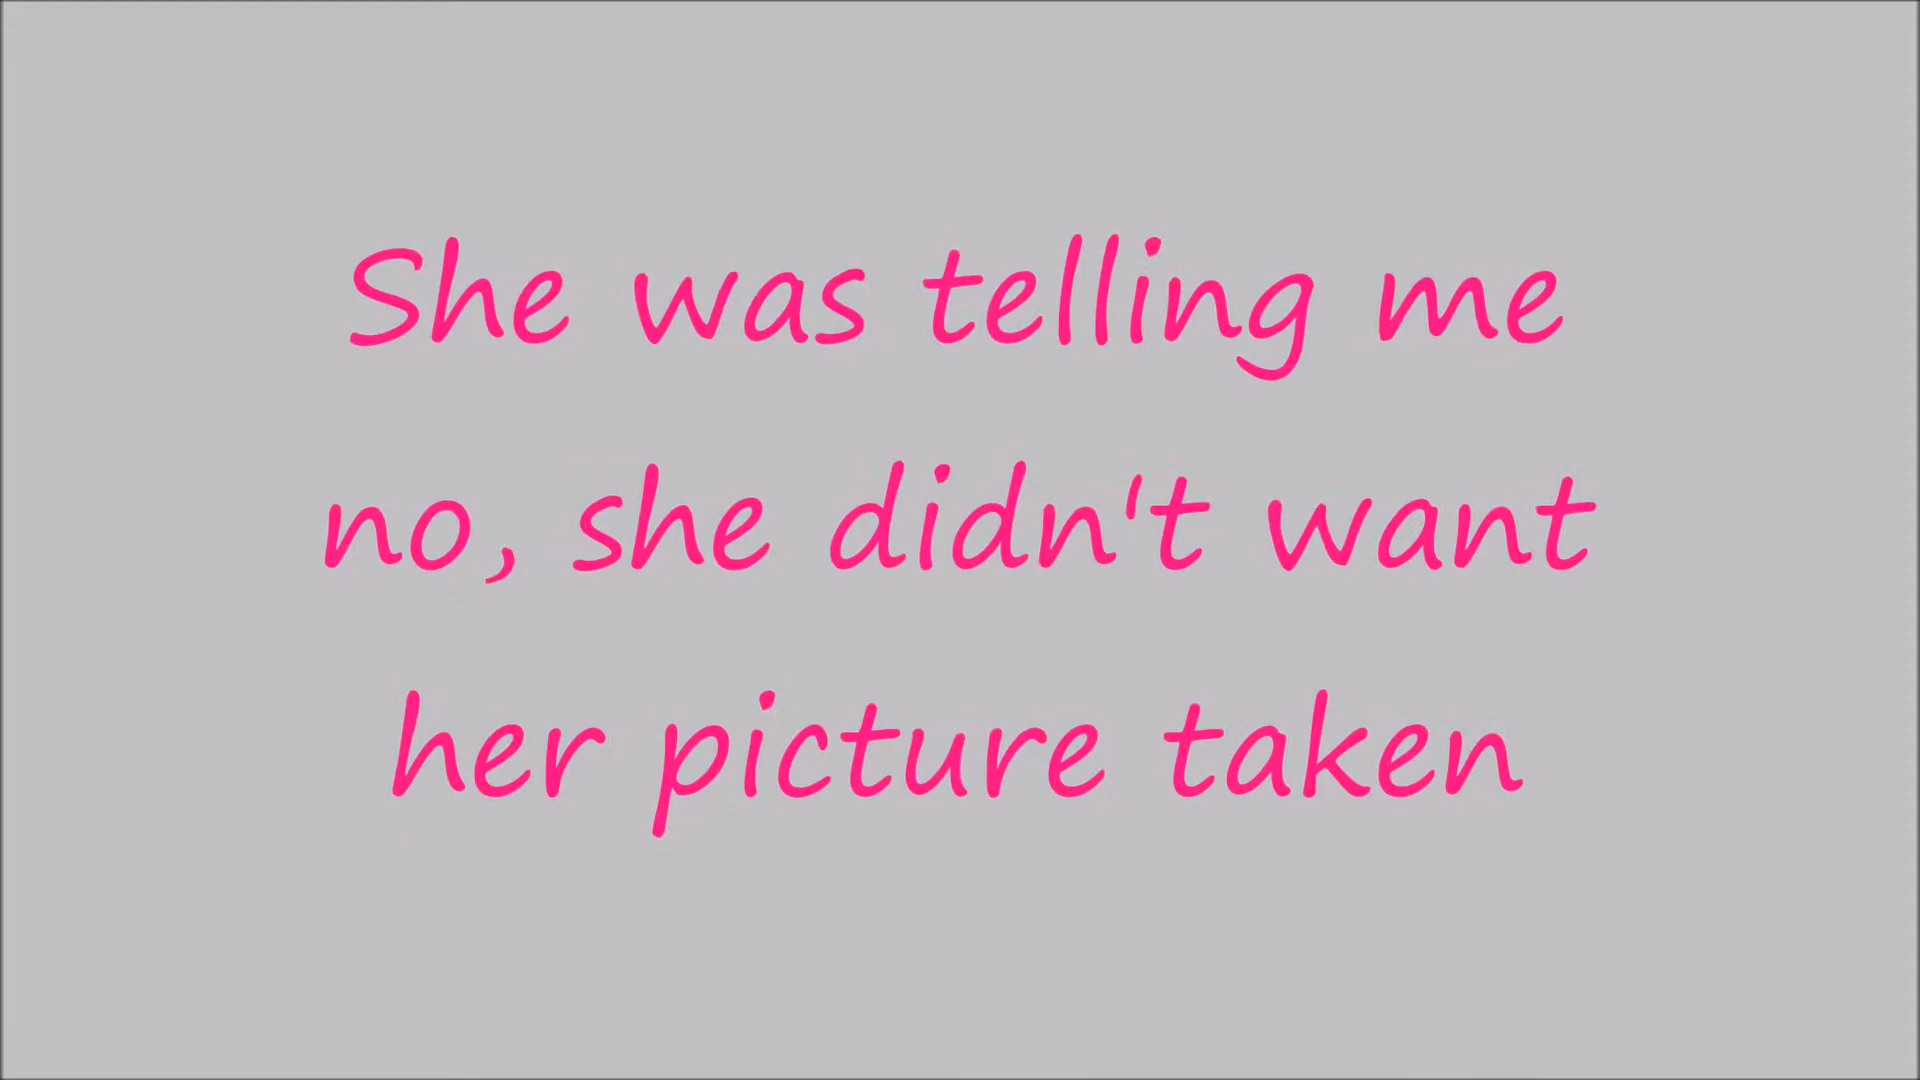 She was telling me
no, she didn't want
her picture taken